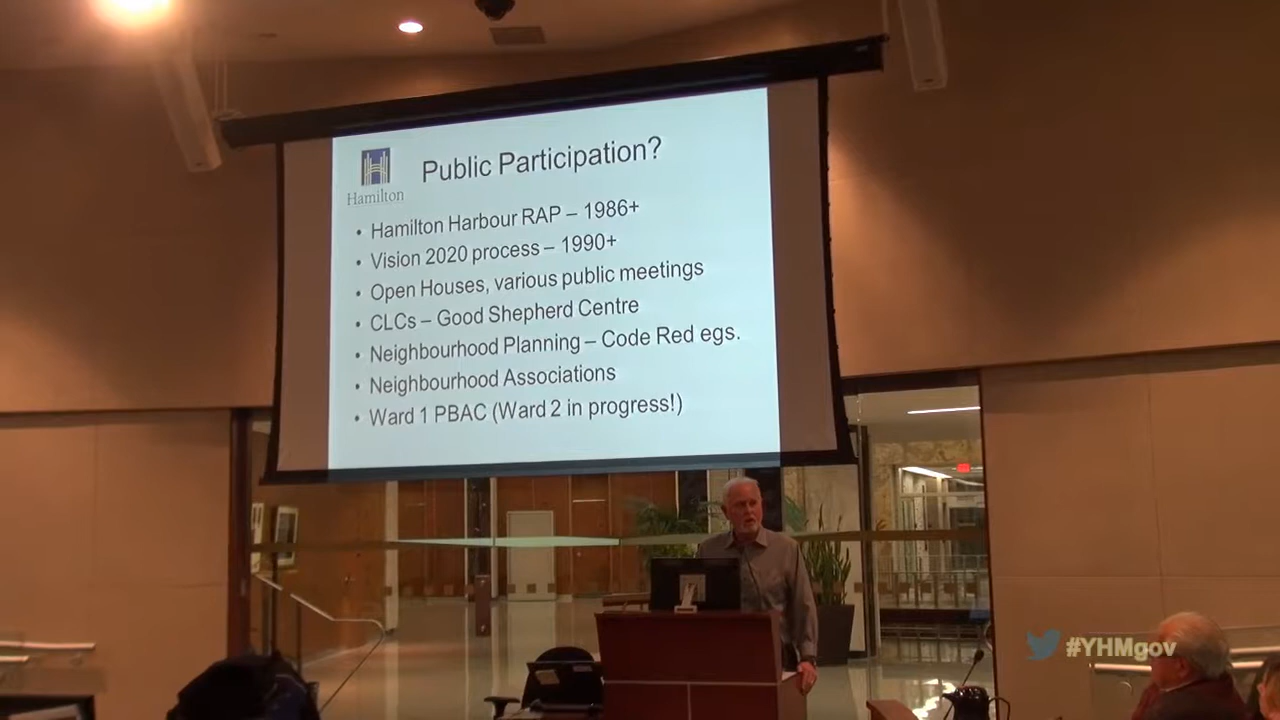 Public Participation?
Hamilton
• Hamilton Harbour RAP – 1986+
• Vision 2020 process – 1990+
• Open Houses, various public meetings
• CLCs – Good Shepherd Centre
• Neighbourhood Planning – Code Red egs.
• Neighbourhood Associations
• Ward 1 PBAC (Ward 2 in progress!)
#YHMgov